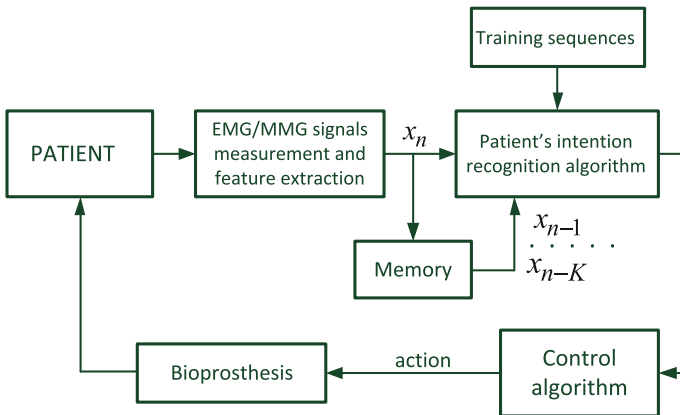 Training sequences
PATIENT
EMG/MMG signals
measurement and
feature extraction
x_n
Patient's intention
recognition algorithm
Memory
x_{n-1}
. . . . .
x_{n-K}
Bioprosthesis
action
Control
algorithm